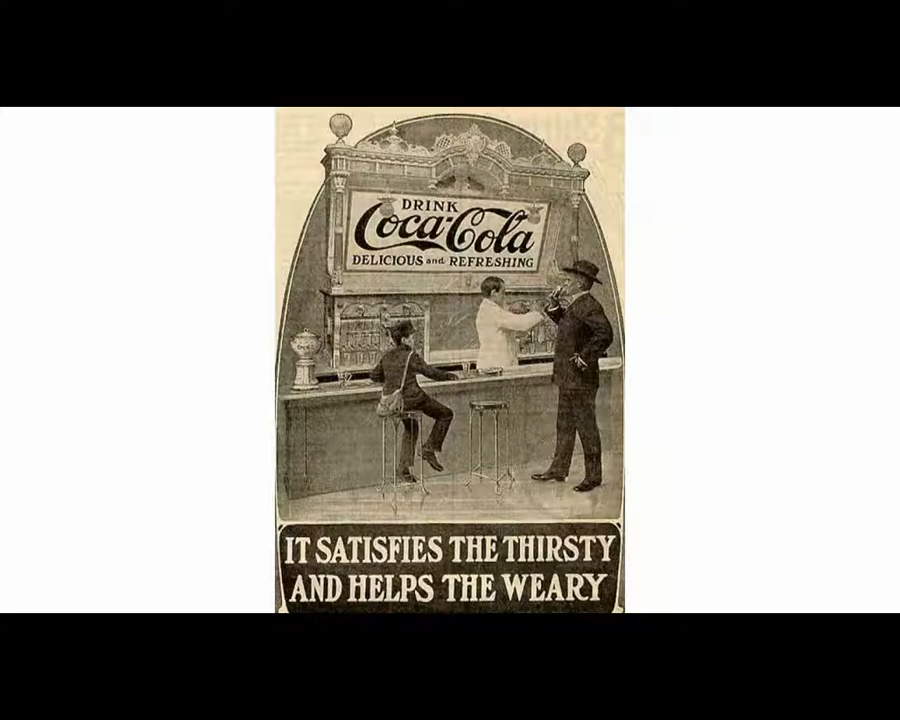 DRINK
Coca-Cola
DELICIOUS and REFRESHING
IT SATISFIES THE THIRSTY
AND HELPS THE WEARY